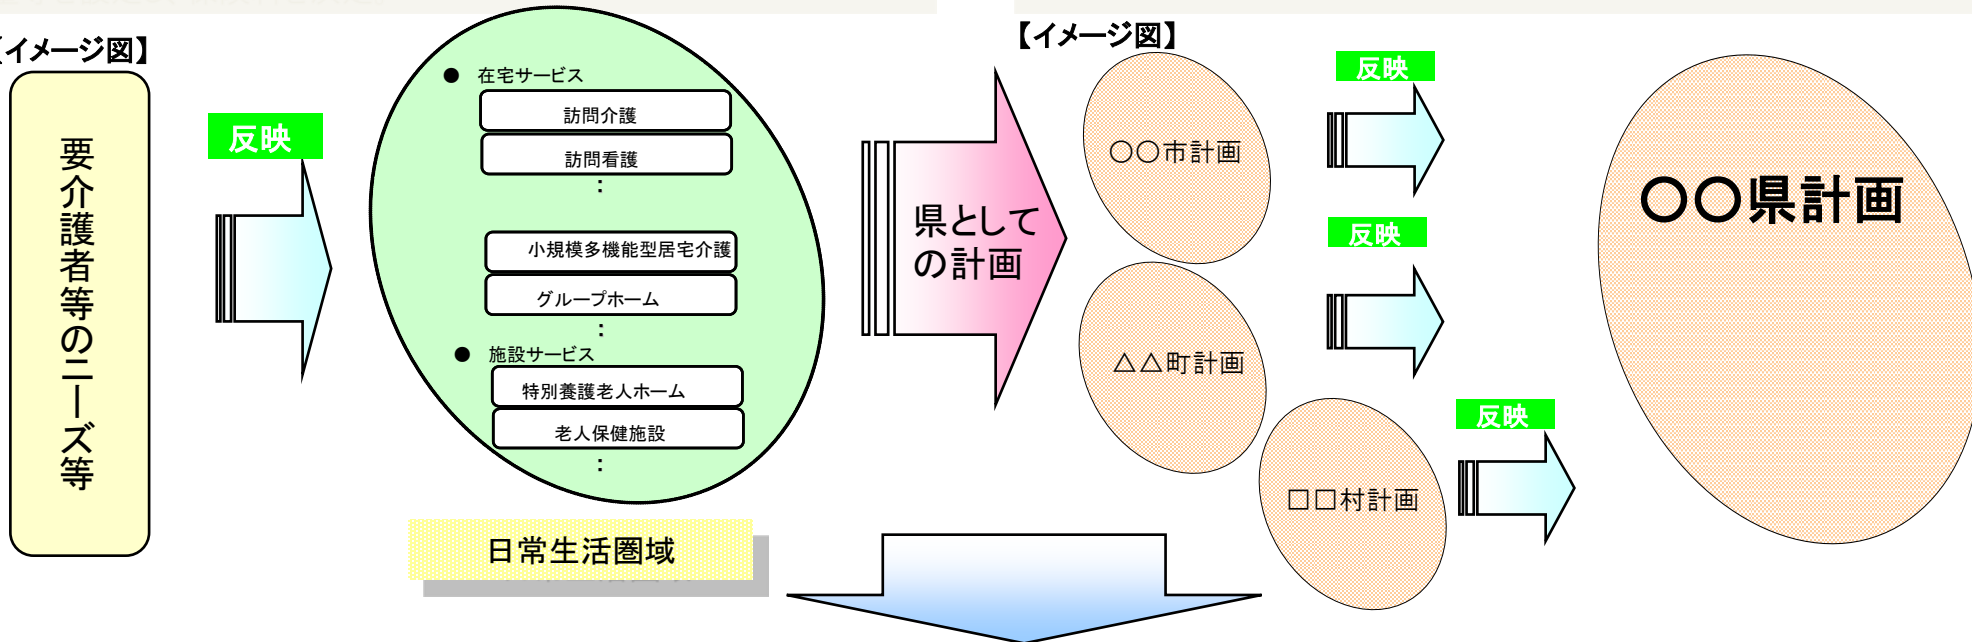 【イメージ図】
要介護者等のニーズ等
反映
● 在宅サービス
訪問介護
訪問看護
：
小規模多機能型居宅介護
グループホーム
：
● 施設サービス
特別養護老人ホーム
老人保健施設
：
日常生活圏域
県として
の計画
【イメージ図】
○○市計画
反映
△△町計画
反映
□□村計画
反映
○○県計画